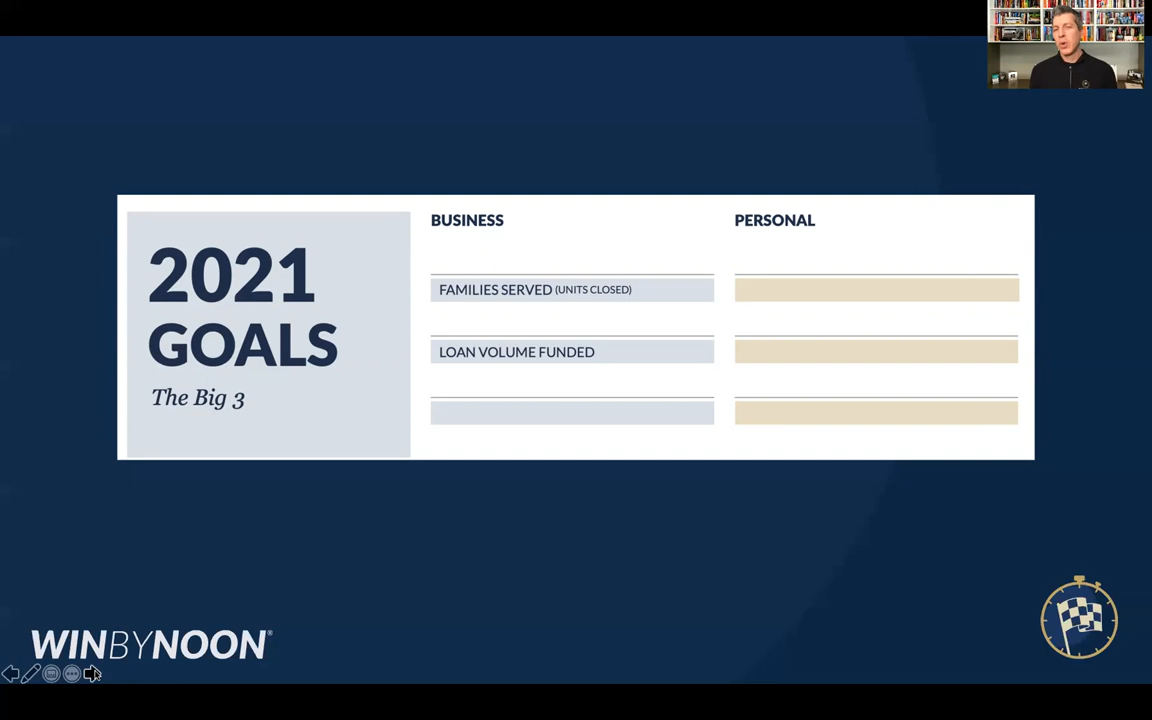 2021
GOALS
The Big 3
BUSINESS
FAMILIES SERVED (UNITS CLOSED)
LOAN VOLUME FUNDED
PERSONAL
WINBYNOON®